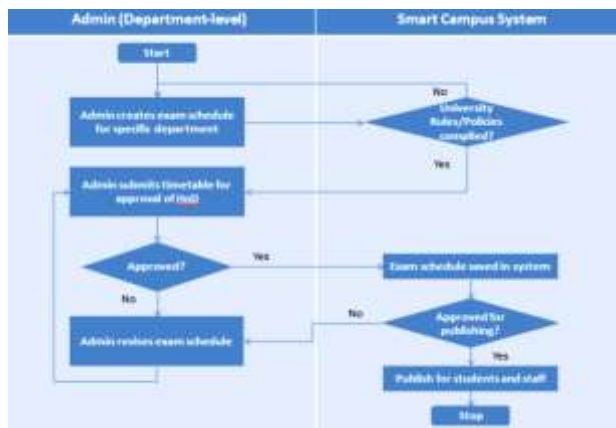 Admin (Department-level)
Smart Campus System
Start
No
Admin creates exam schedule
for specific department
University
Rules/Policies
complied?
Yes
Admin submits timetable for
approval of HoD
Approved?
Yes
Exam schedule saved in system
No
Admin revises exam schedule
No
Approved for
publishing?
Yes
Publish for students and staff
Stop